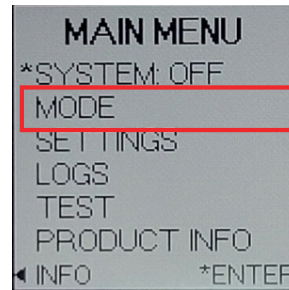 MAIN MENU
*SYSTEM: OFF
MODE
SETTINGS
LOGS
TEST
PRODUCT INFO
◄ INFO *ENTER